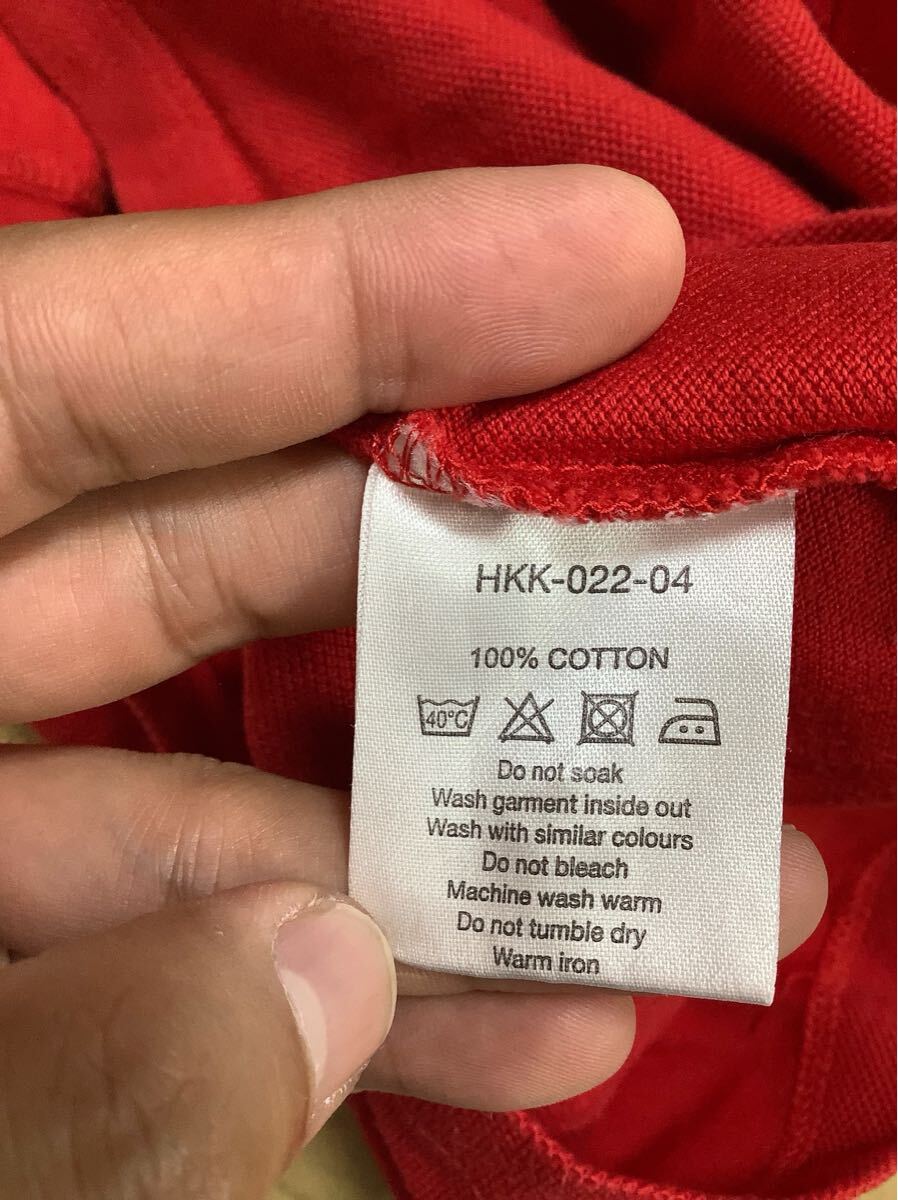 HKK-022-04
100% COTTON
40°C
Do not soak
Wash garment inside out
Wash with similar colours
Do not bleach
Machine wash warm
Do not tumble dry
Warm iron